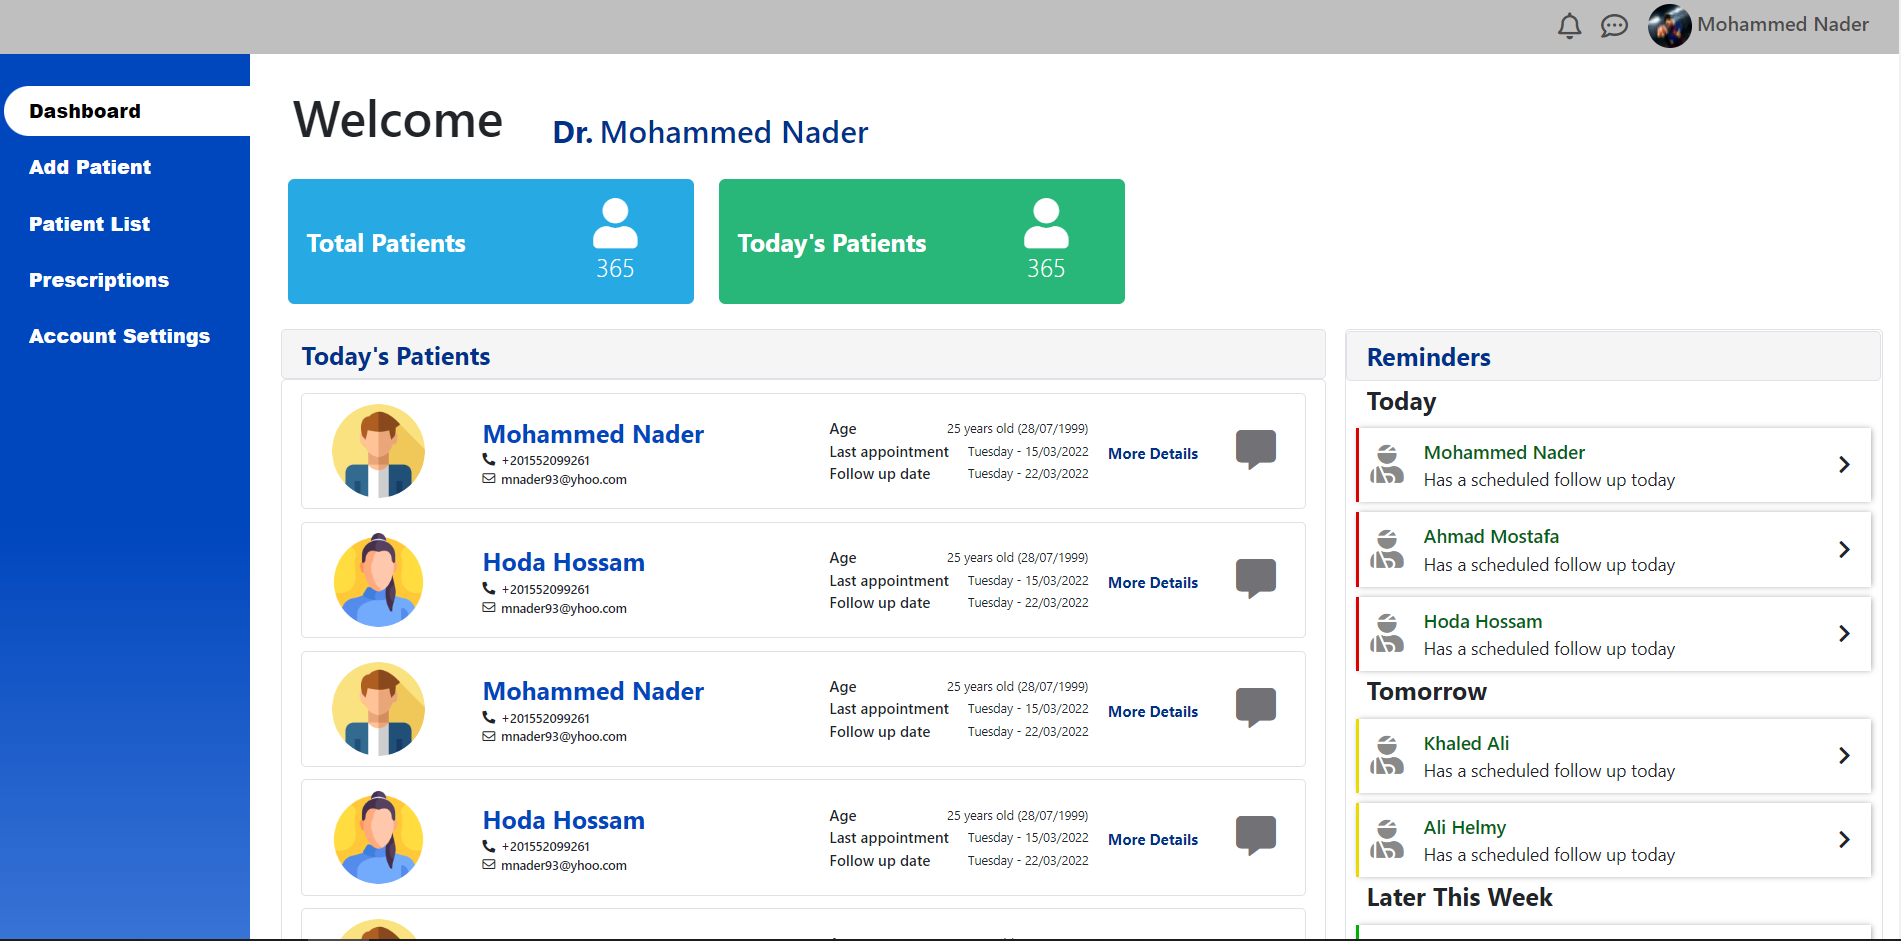 Mohammed Nader
Dashboard
Add Patient
Patient List
Prescriptions
Account Settings
Welcome Dr. Mohammed Nader
Total Patients
365
Today's Patients
365
Today's Patients
Mohammed Nader
+201552099261
mnader93@yhoo.com
Age 25 years old (28/07/1999)
Last appointment Tuesday - 15/03/2022
Follow up date Tuesday - 22/03/2022
More Details
Hoda Hossam
+201552099261
mnader93@yhoo.com
Age 25 years old (28/07/1999)
Last appointment Tuesday - 15/03/2022
Follow up date Tuesday - 22/03/2022
More Details
Mohammed Nader
+201552099261
mnader93@yhoo.com
Age 25 years old (28/07/1999)
Last appointment Tuesday - 15/03/2022
Follow up date Tuesday - 22/03/2022
More Details
Hoda Hossam
+201552099261
mnader93@yhoo.com
Age 25 years old (28/07/1999)
Last appointment Tuesday - 15/03/2022
Follow up date Tuesday - 22/03/2022
More Details
Reminders
Today
Mohammed Nader
Has a scheduled follow up today
Ahmad Mostafa
Has a scheduled follow up today
Hoda Hossam
Has a scheduled follow up today
Tomorrow
Khaled Ali
Has a scheduled follow up today
Ali Helmy
Has a scheduled follow up today
Later This Week